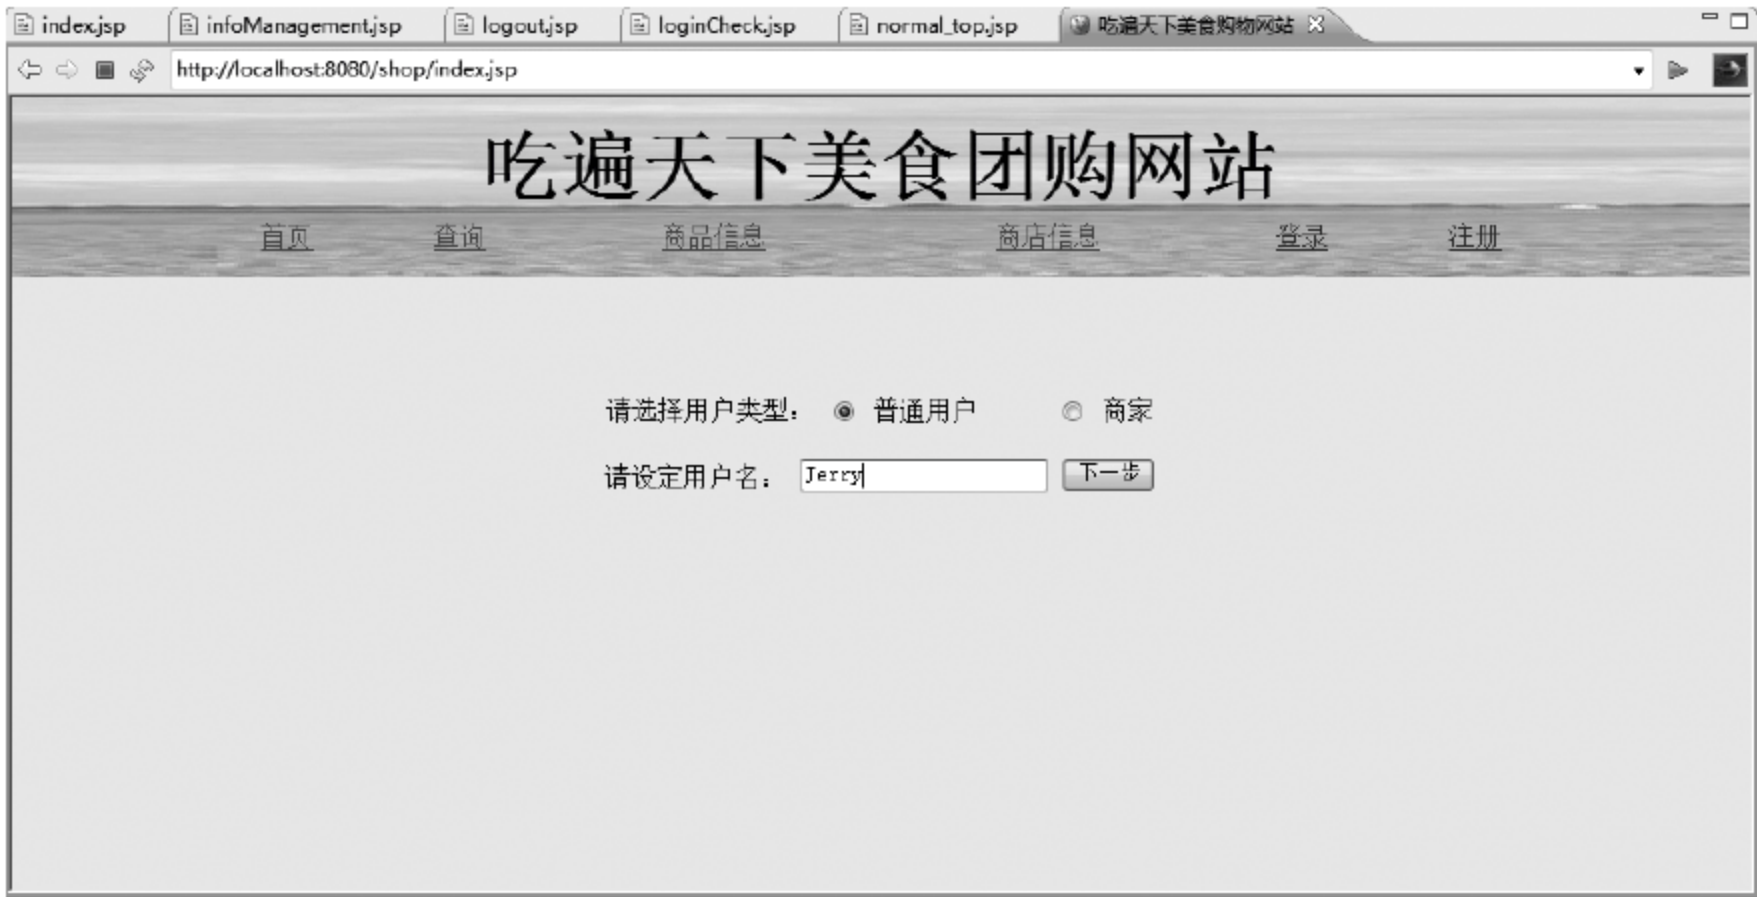 index.jsp infoManagement.jsp logout.jsp loginCheck.jsp normal_top.jsp 吃遍天下美食购物网站
http://localhost:8080/shop/index.jsp
吃遍天下美食团购网站
首页 查询 商品信息 商店信息 登录 注册
请选择用户类型： 普通用户 商家
请设定用户名： Jerry 下一步